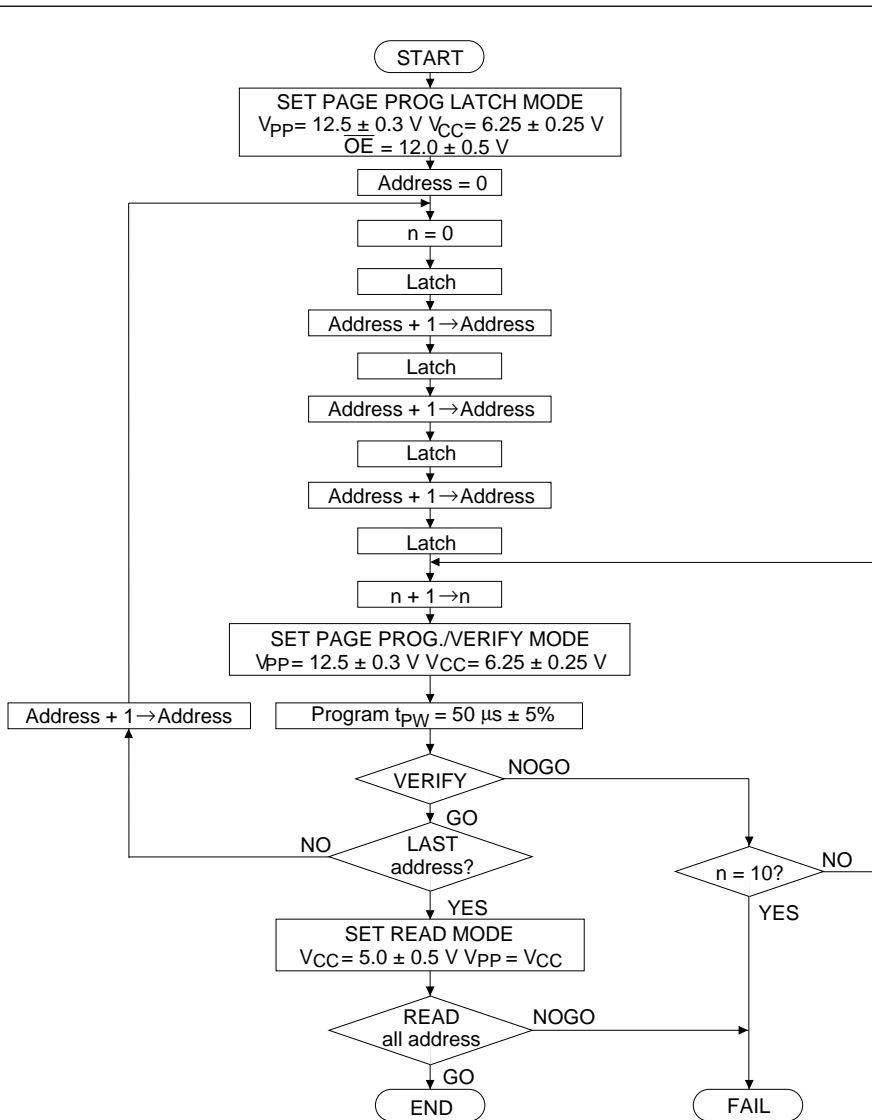 START
SET PAGE PROG LATCH MODE
VPP = 12.5 ± 0.3 V VCC = 6.25 ± 0.25 V
O̅E̅ = 12.0 ± 0.5 V
Address = 0
n = 0
Latch
Address + 1→Address
Latch
Address + 1→Address
Latch
Address + 1→Address
Latch
n + 1→n
SET PAGE PROG./VERIFY MODE
VPP = 12.5 ± 0.3 V VCC = 6.25 ± 0.25 V
Address + 1→Address
Program tPW = 50 µs ± 5%
VERIFY
NOGO
GO
NO
LAST
address?
n = 10?
NO
YES
YES
SET READ MODE
VCC = 5.0 ± 0.5 V VPP = VCC
READ
all address
NOGO
GO
END
FAIL